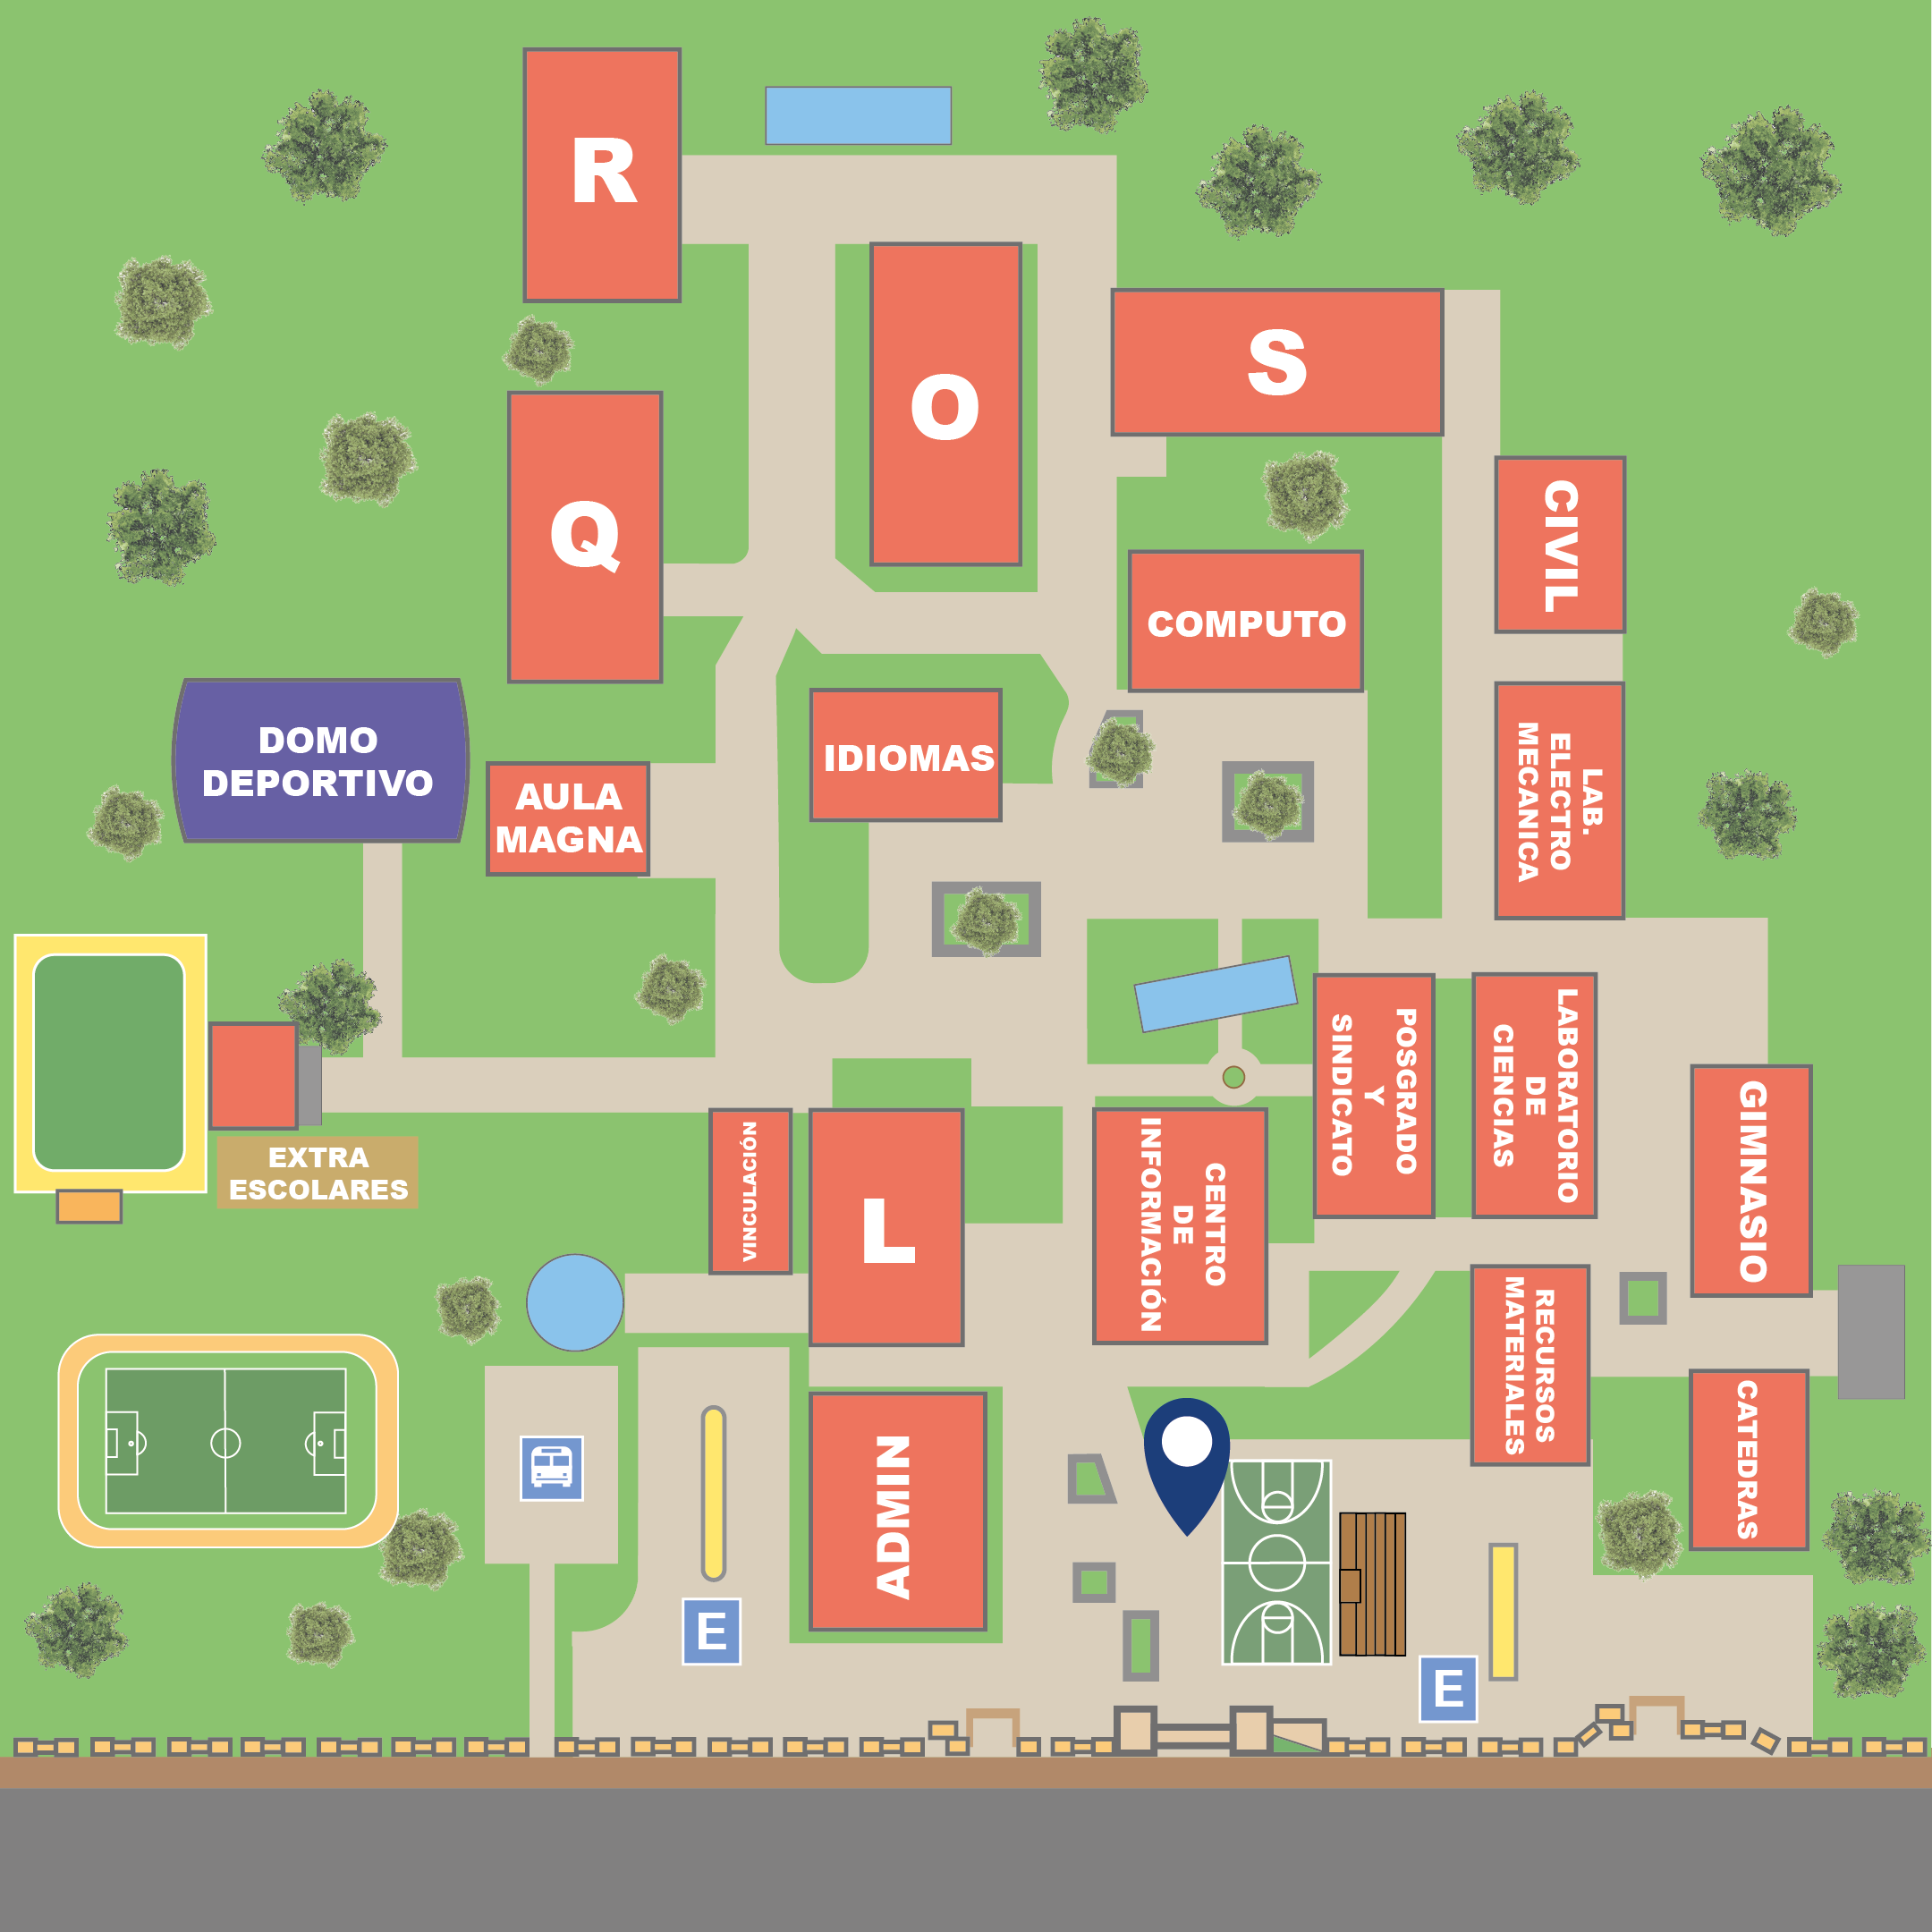 R
O
S
Q
CIVIL
COMPUTO
DOMO
DEPORTIVO
IDIOMAS
AULA
MAGNA
LAB.
ELECTRO
MECANICA
POSGRADO
Y
SINDICATO
LABORATORIO
DE
CIENCIAS
GIMNASIO
EXTRA
ESCOLARES
VINCULACIÓN
L
CENTRO
DE
INFORMACIÓN
RECURSOS
MATERIALES
CATEDRAS
ADMIN
E
E